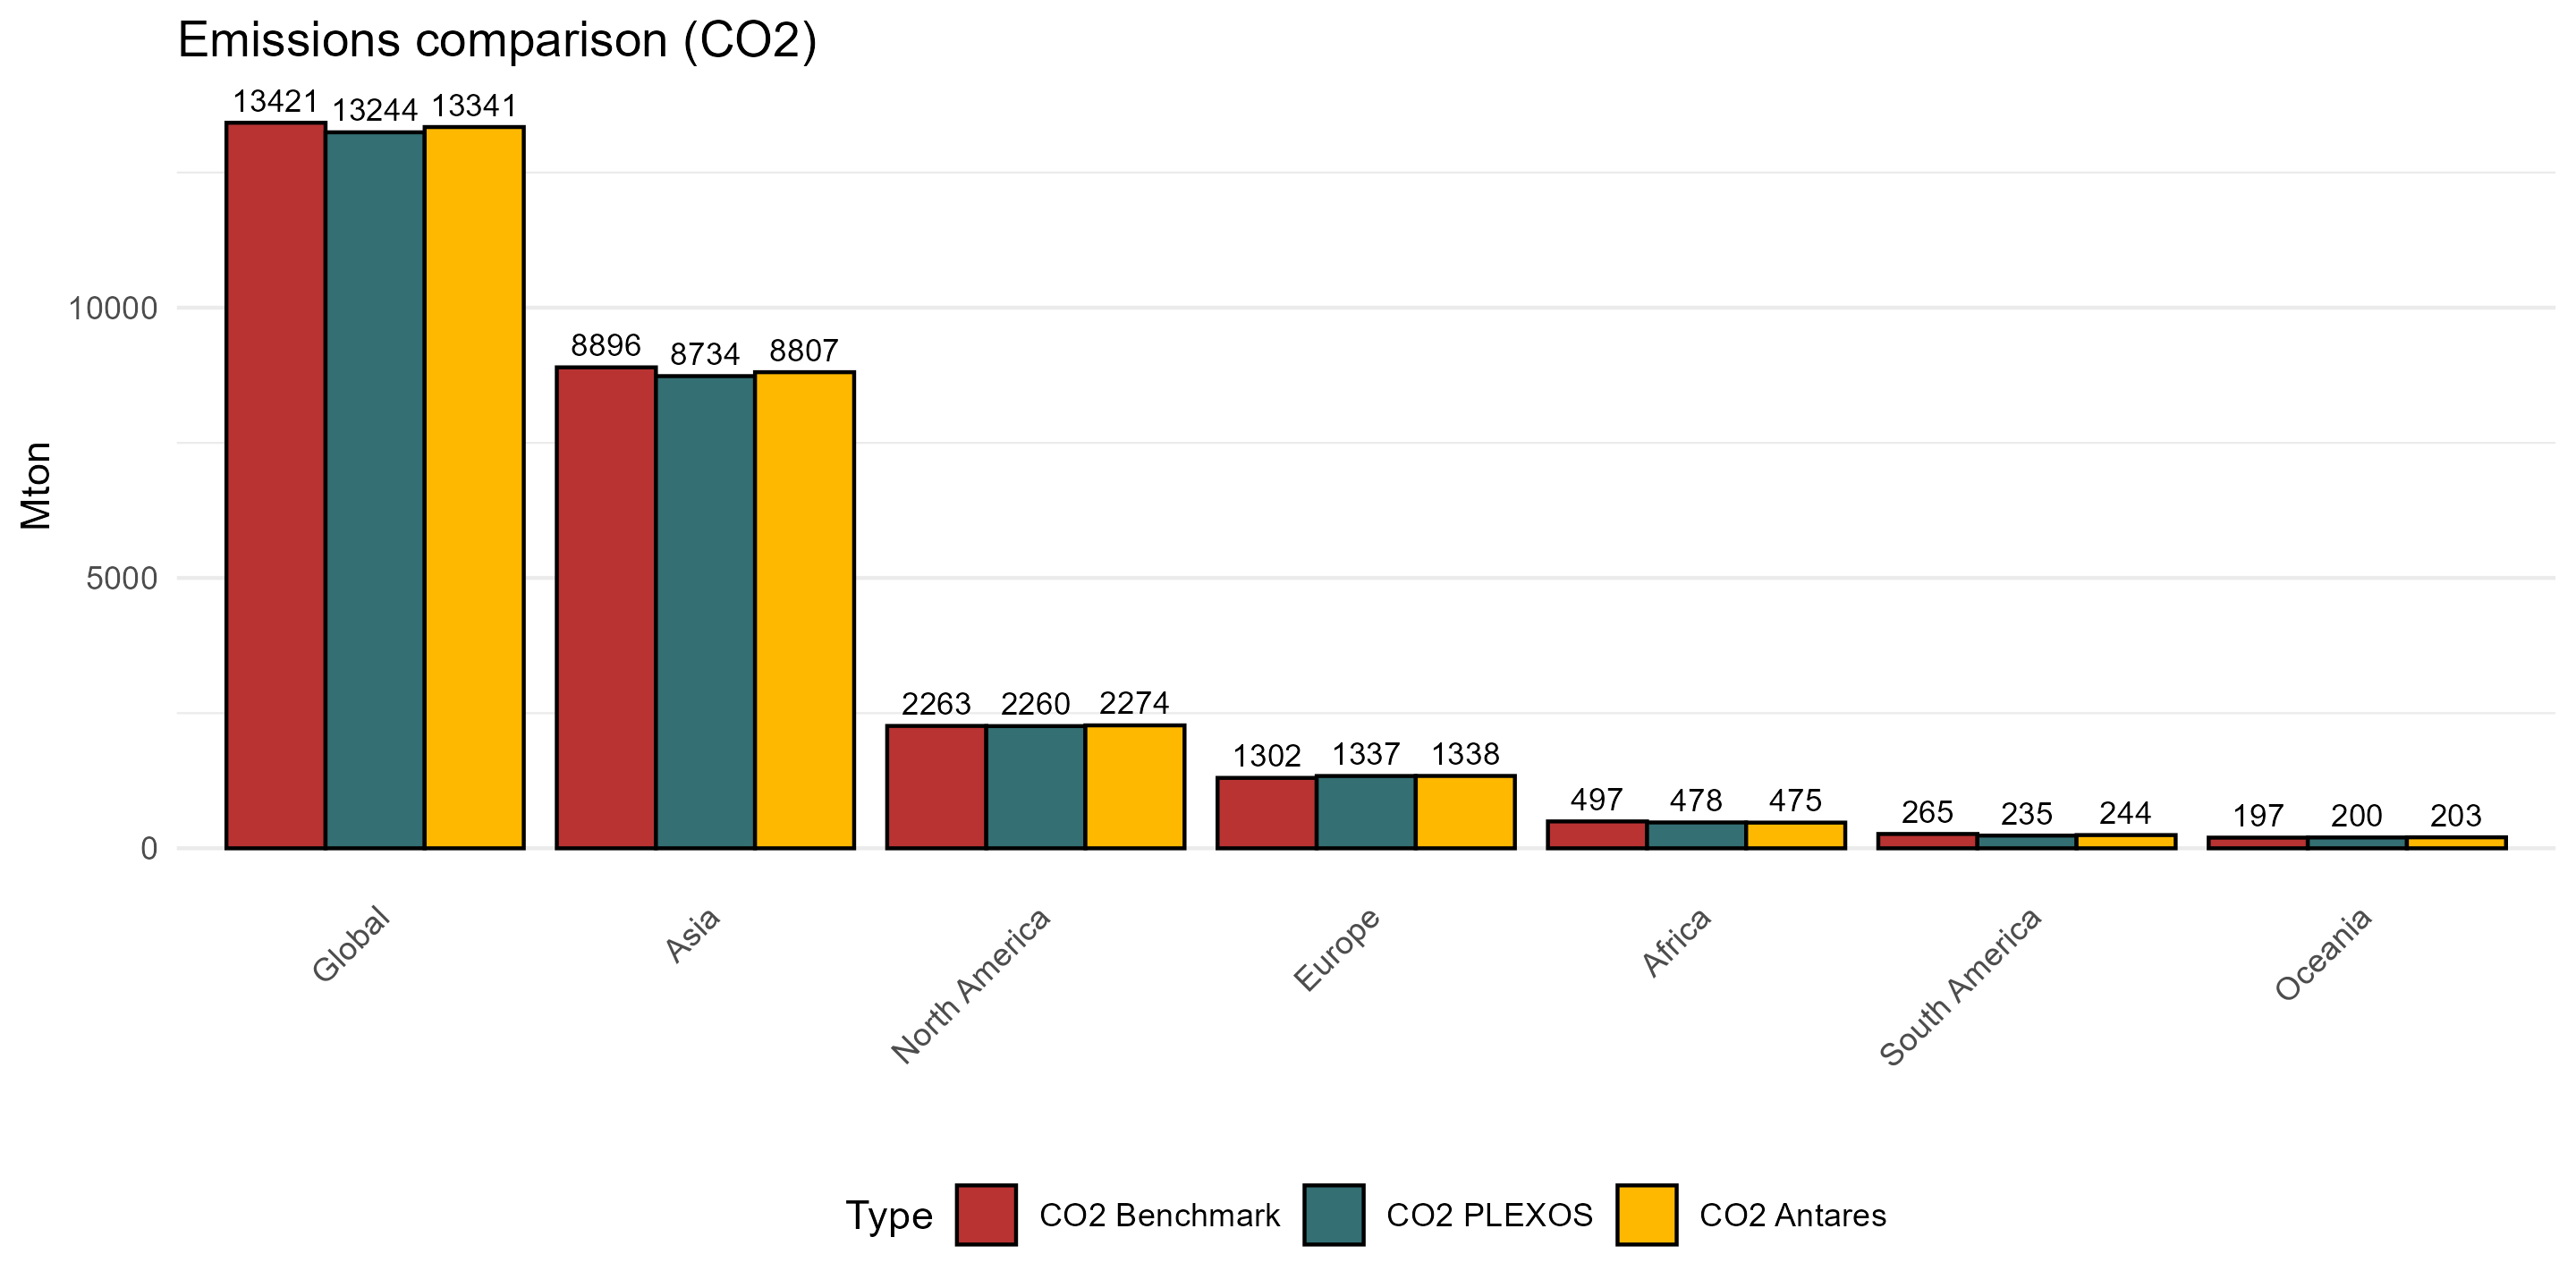 Emissions comparison (CO2)
13421 13244 13341
8896 8734 8807
2263 2260 2274
1302 1337 1338
497 478 475
265 235 244
197 200 203
Mton
10000
5000
0
Global
Asia
North America
Europe
Africa
South America
Oceania
Type CO2 Benchmark CO2 PLEXOS CO2 Antares